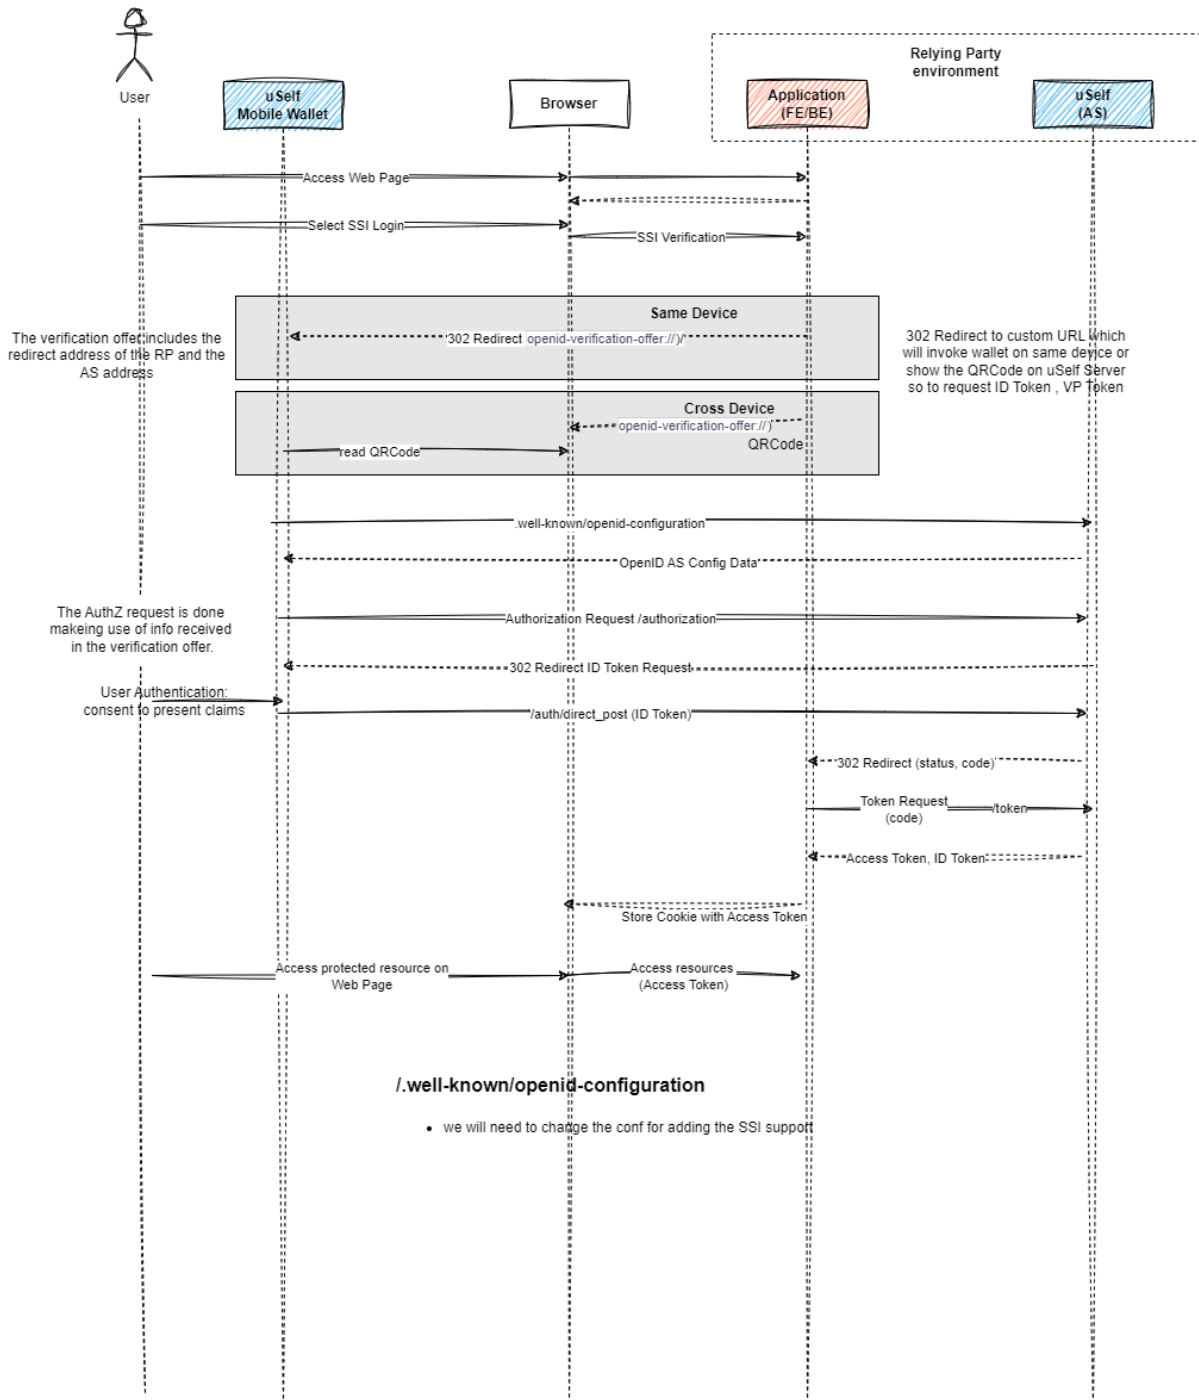 Relying Party
environment
User
uSelf
Mobile Wallet
Browser
Application
(FE/BE)
uSelf
(AS)
Access Web Page
Select SSI Login
SSI Verification
Same Device
The verification offer includes the
redirect address of the RP and the
AS address
302 Redirect openid-verification-offer://)/
302 Redirect to custom URL which
will invoke wallet on same device or
show the QRCode on uSelf Server
so to request ID Token , VP Token
Cross Device
openid-verification-offer://)
QRCode
read QRCode
.well-known/openid-configuration
OpenID AS Config Data
The AuthZ request is done
makeing use of info received
in the verification offer.
Authorization Request /authorization
302 Redirect ID Token Request
User Authentication:
consent to present claims
/auth/direct_post (ID Token)
302 Redirect (status, code)
Token Request
(code)
/token
Access Token, ID Token
Store Cookie with Access Token
Access protected resource on
Web Page
Access resources
(Access Token)
/.well-known/openid-configuration
• we will need to change the conf for adding the SSI support